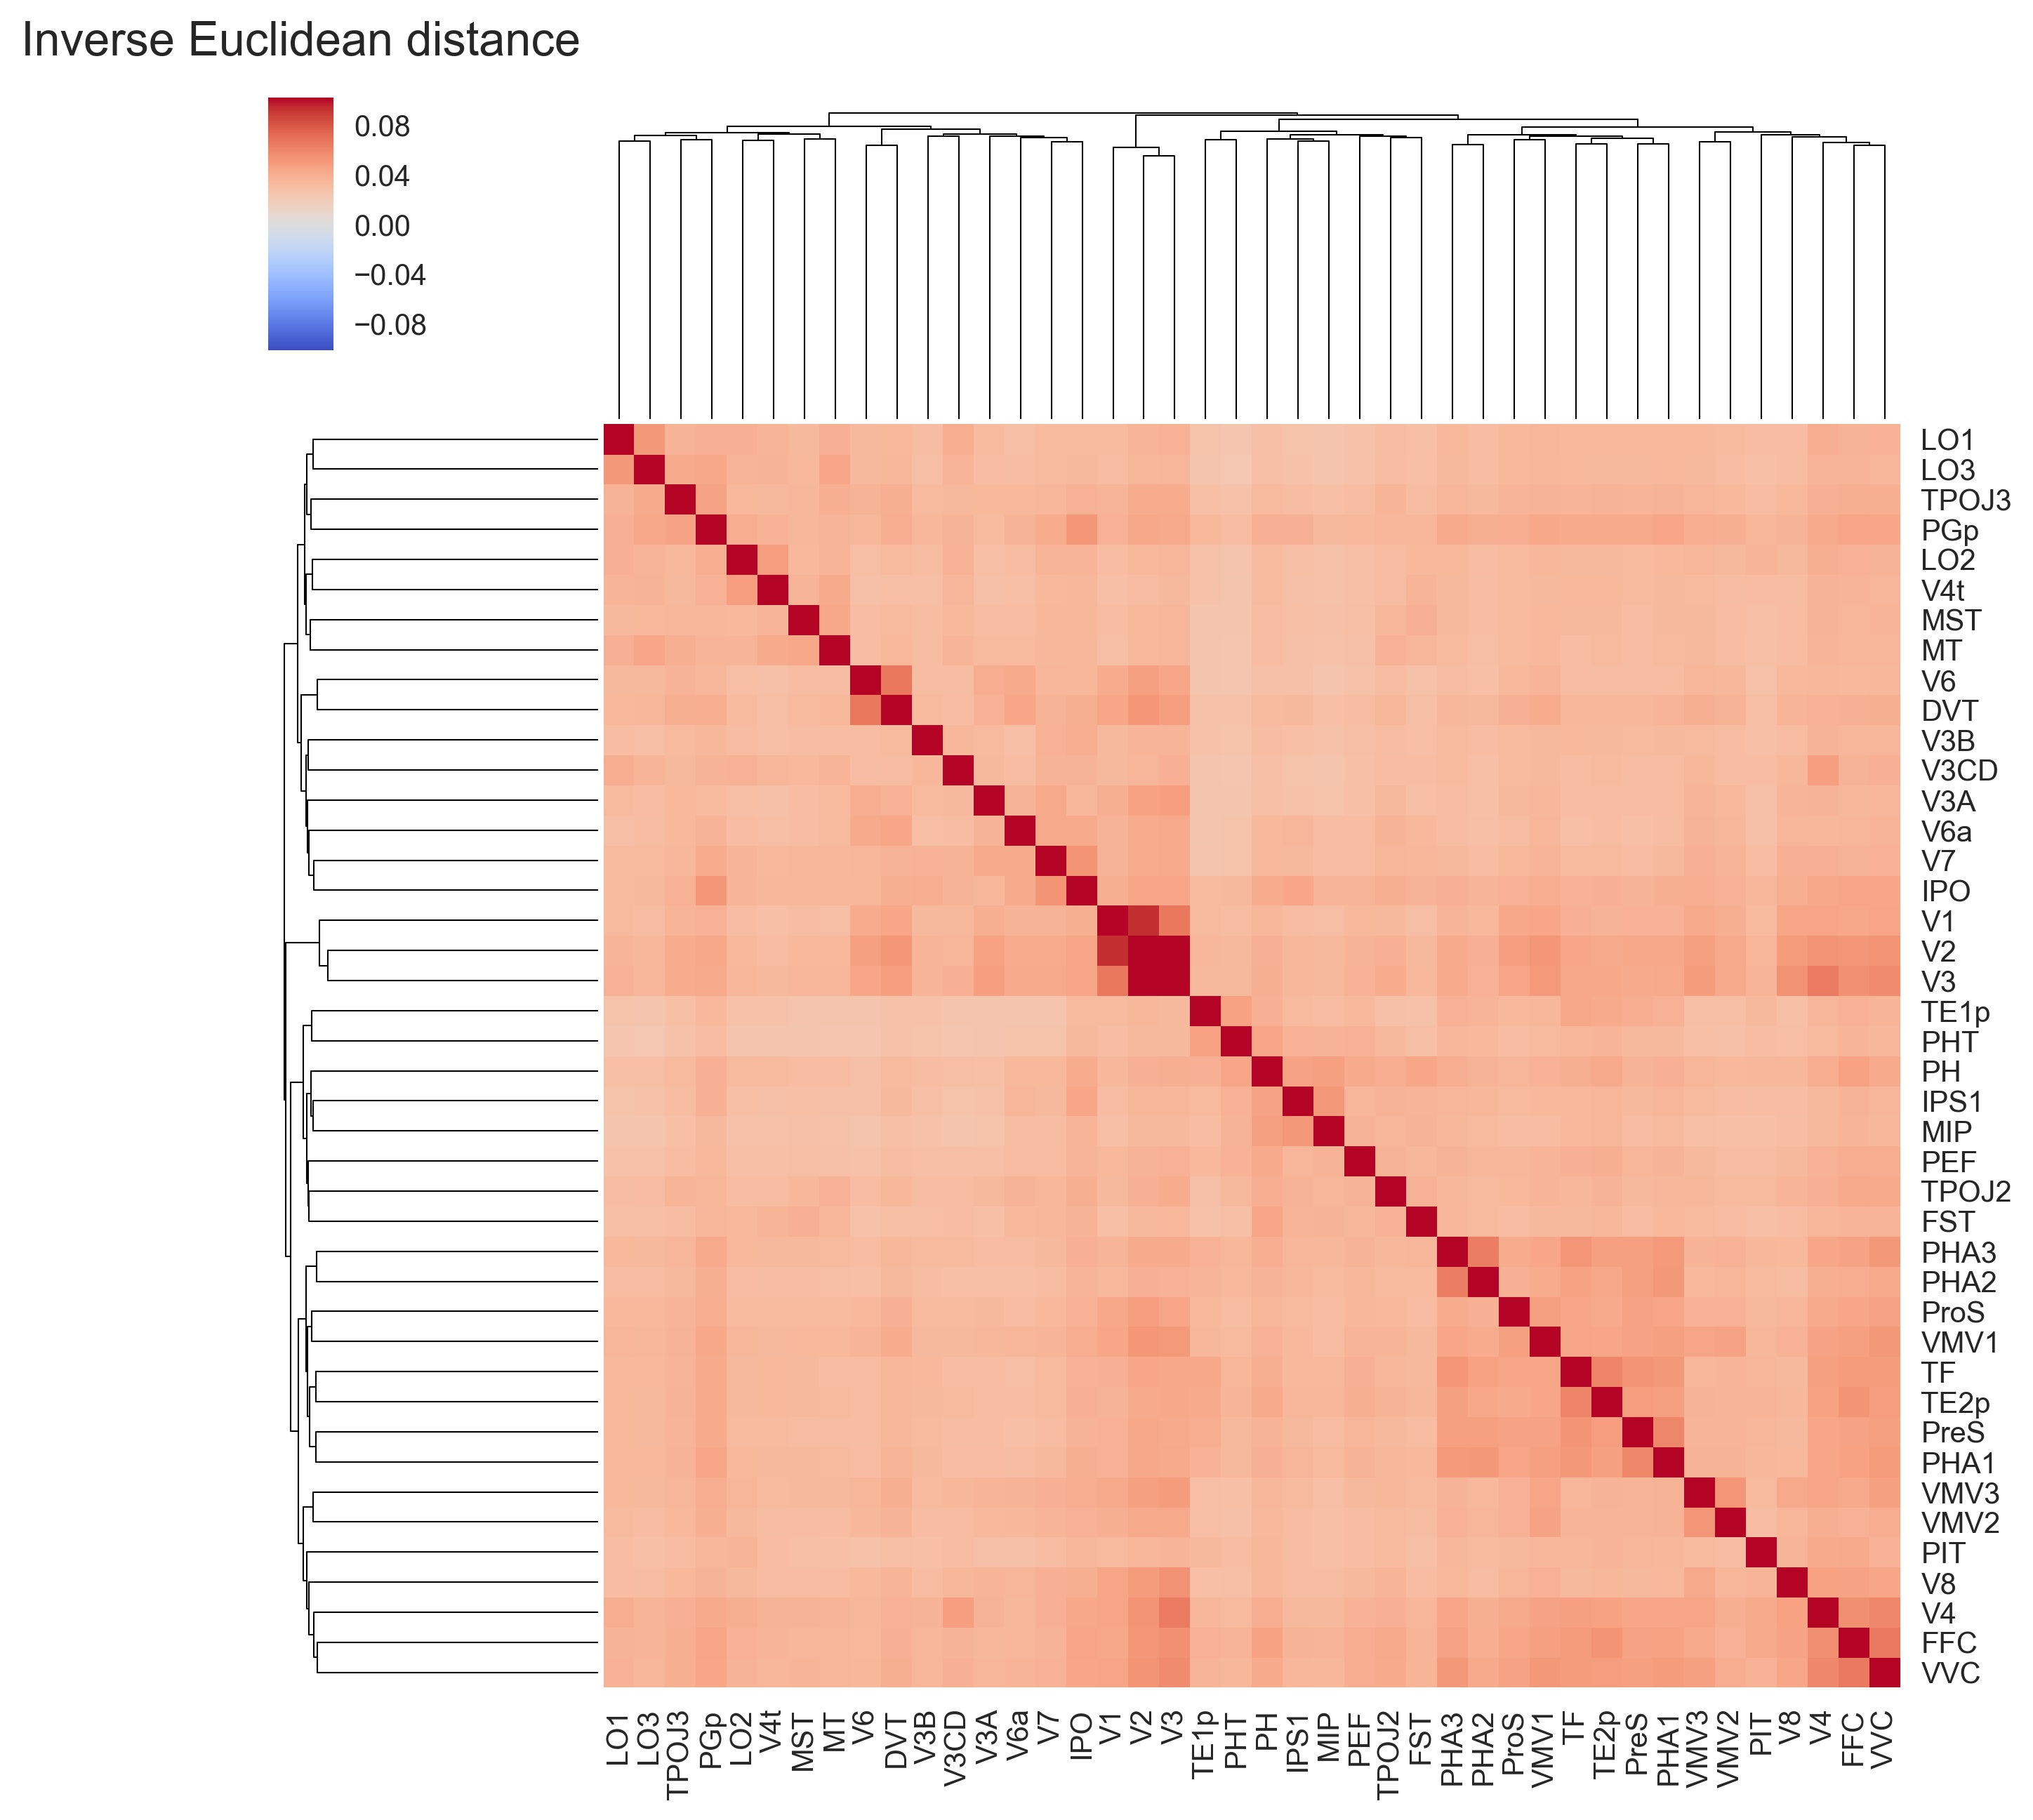 Inverse Euclidean distance
0.08
0.04
0.00
−0.04
−0.08
LO1
LO3
TPOJ3
PGp
LO2
V4t
MST
MT
V6
DVT
V3B
V3CD
V3A
V6a
V7
IPO
V1
V2
V3
TE1p
PHT
PH
IPS1
MIP
PEF
TPOJ2
FST
PHA3
PHA2
ProS
VMV1
TF
TE2p
PreS
PHA1
VMV3
VMV2
PIT
V8
V4
FFC
VVC
LO1
LO3
TPOJ3
PGp
LO2
V4t
MST
MT
V6
DVT
V3B
V3CD
V3A
V6a
V7
IPO
V1
V2
V3
TE1p
PHT
PH
IPS1
MIP
PEF
TPOJ2
FST
PHA3
PHA2
ProS
VMV1
TF
TE2p
PreS
PHA1
VMV3
VMV2
PIT
V8
V4
FFC
VVC